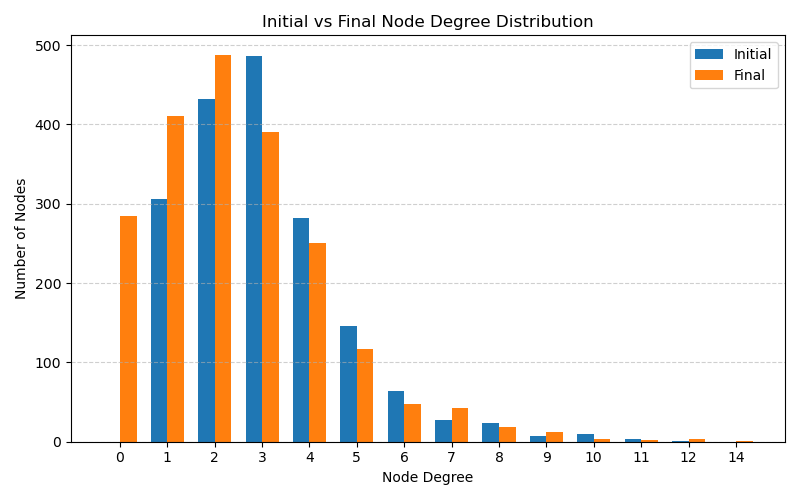 Initial vs Final Node Degree Distribution
Number of Nodes
500
400
300
200
100
0
Initial
Final
0 1 2 3 4 5 6 7 8 9 10 11 12 14
Node Degree